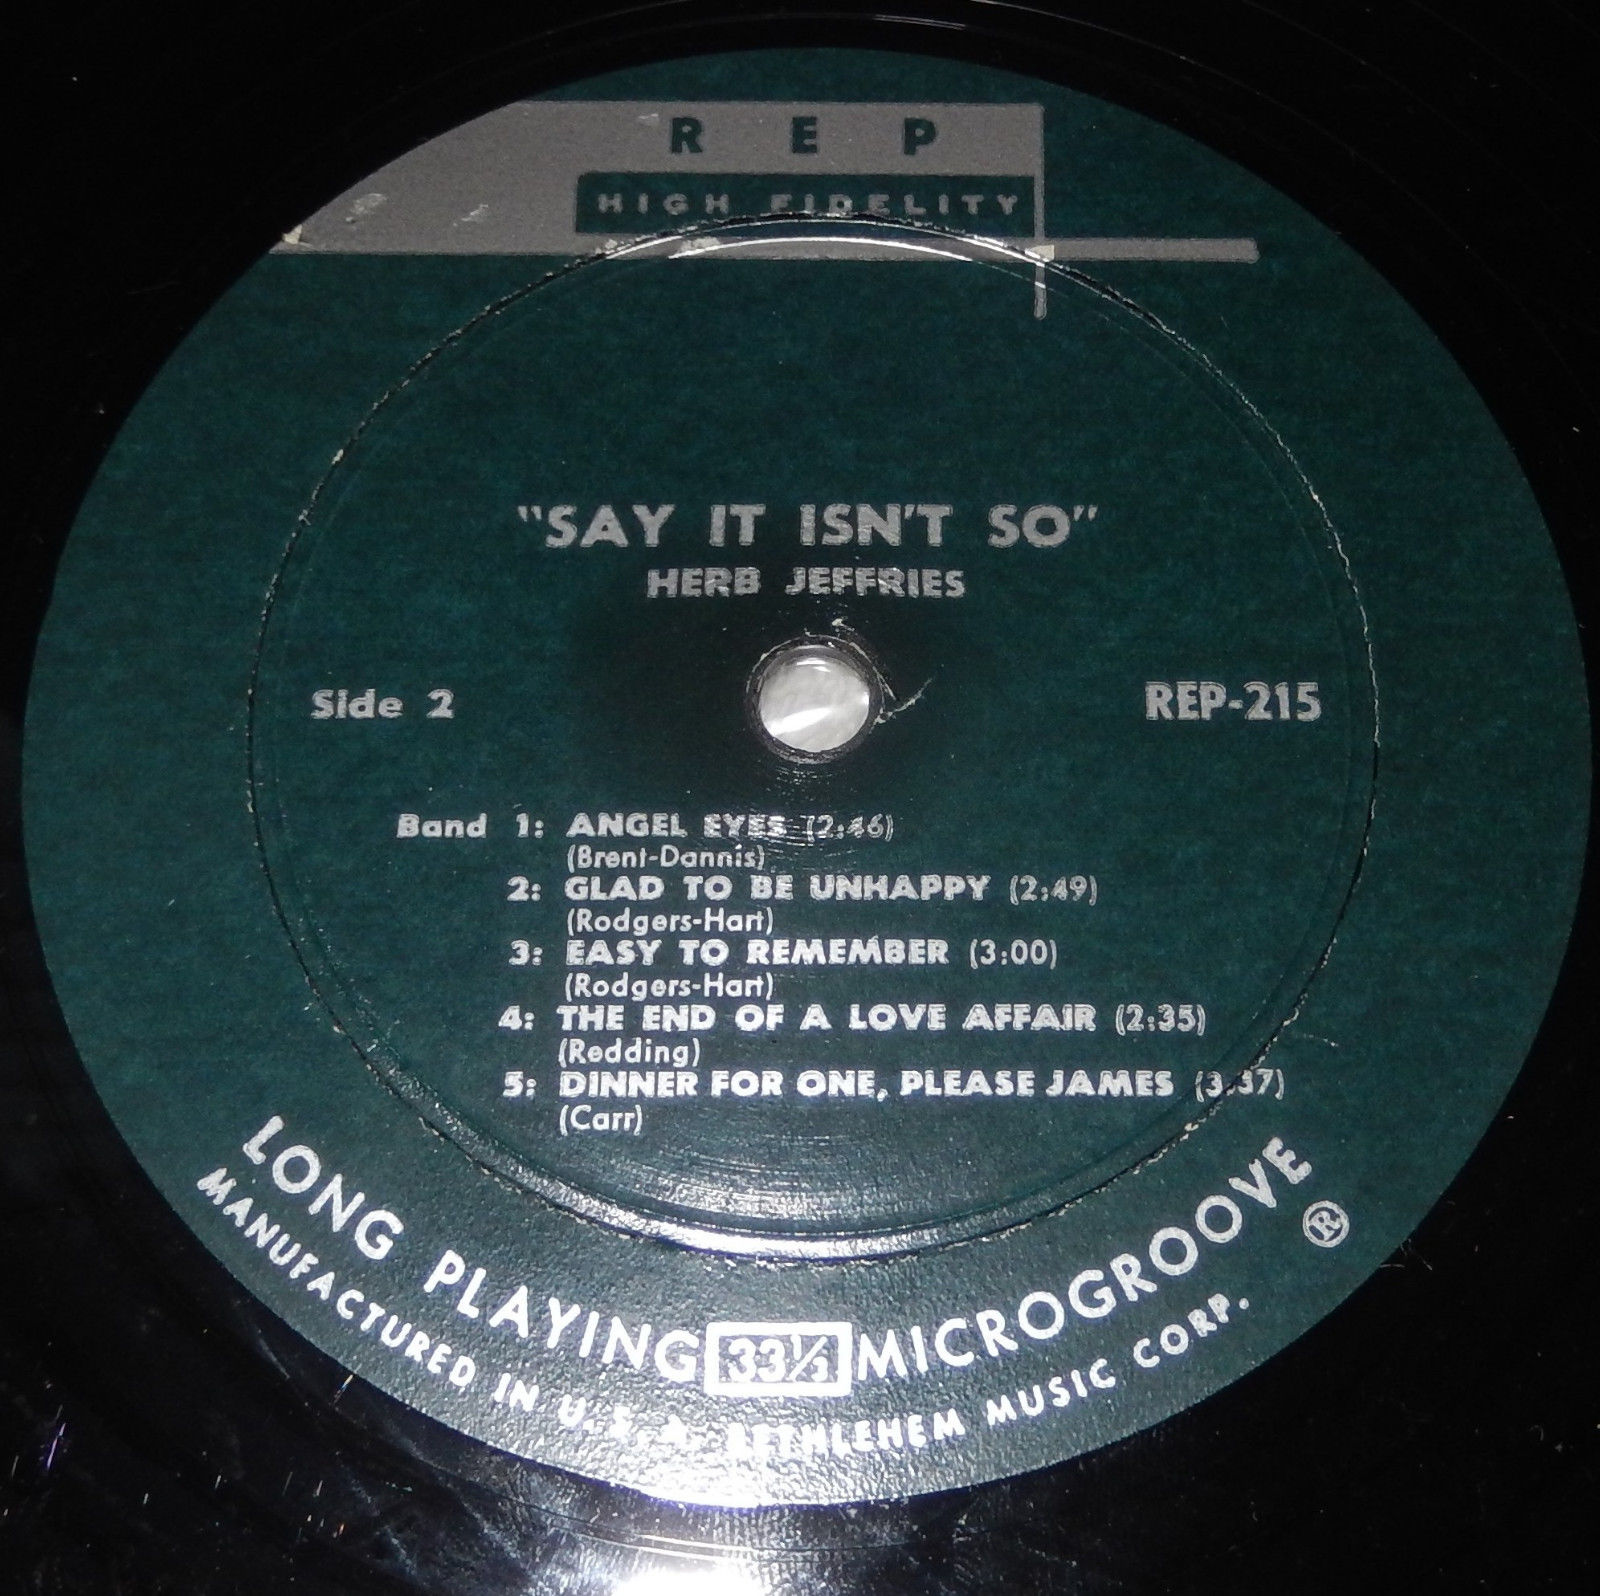 REP
HIGH FIDELITY
"SAY IT ISN'T SO"
HERB JEFFRIES
Side 2
REP-215
Band 1: ANGEL EYES (2:46)
(Brent-Dannis)
2: GLAD TO BE UNHAPPY (2:49)
(Rodgers-Hart)
3: EASY TO REMEMBER (3:00)
(Rodgers-Hart)
4: THE END OF A LOVE AFFAIR (2:35)
(Redding)
5: DINNER FOR ONE, PLEASE JAMES (3:37)
(Carr)
LONG PLAYING 33⅓ MICROGROOVE ®
MANUFACTURED IN U. S. A. BETHLEHEM MUSIC CORP.